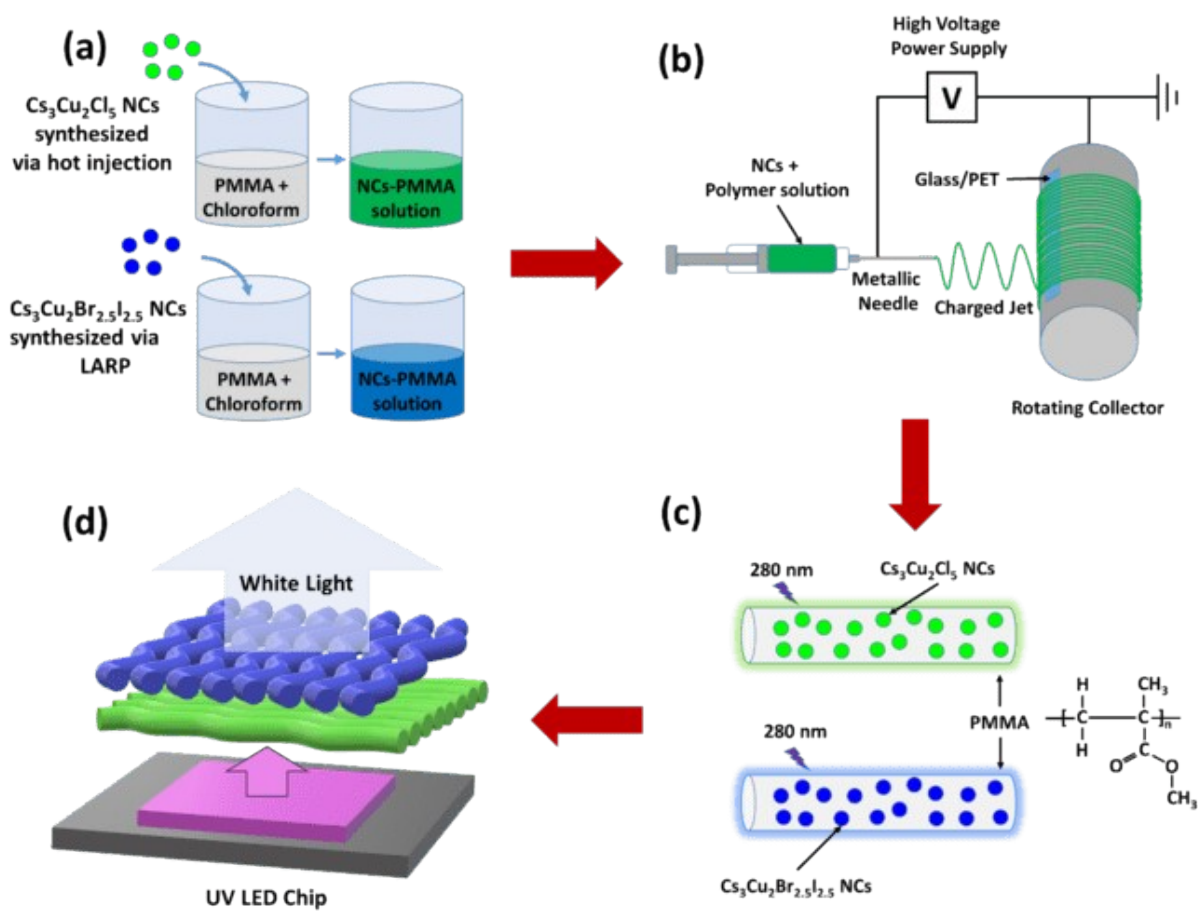 (a)
Cs₃Cu₂Cl₅ NCs
synthesized
via hot injection
PMMA +
Chloroform
NCs-PMMA
solution
Cs₃Cu₂Br₂.₅I₂.₅ NCs
synthesized via
LARP
PMMA +
Chloroform
NCs-PMMA
solution
(b)
High Voltage
Power Supply
V
NCs +
Polymer solution
Glass/PET
Metallic
Needle
Charged Jet
Rotating Collector
(c)
280 nm
Cs₃Cu₂Cl₅ NCs
PMMA
280 nm
Cs₃Cu₂Br₂.₅I₂.₅ NCs
H
CH₃
C
C
n
H
C
O
O
CH₃
(d)
White Light
UV LED Chip